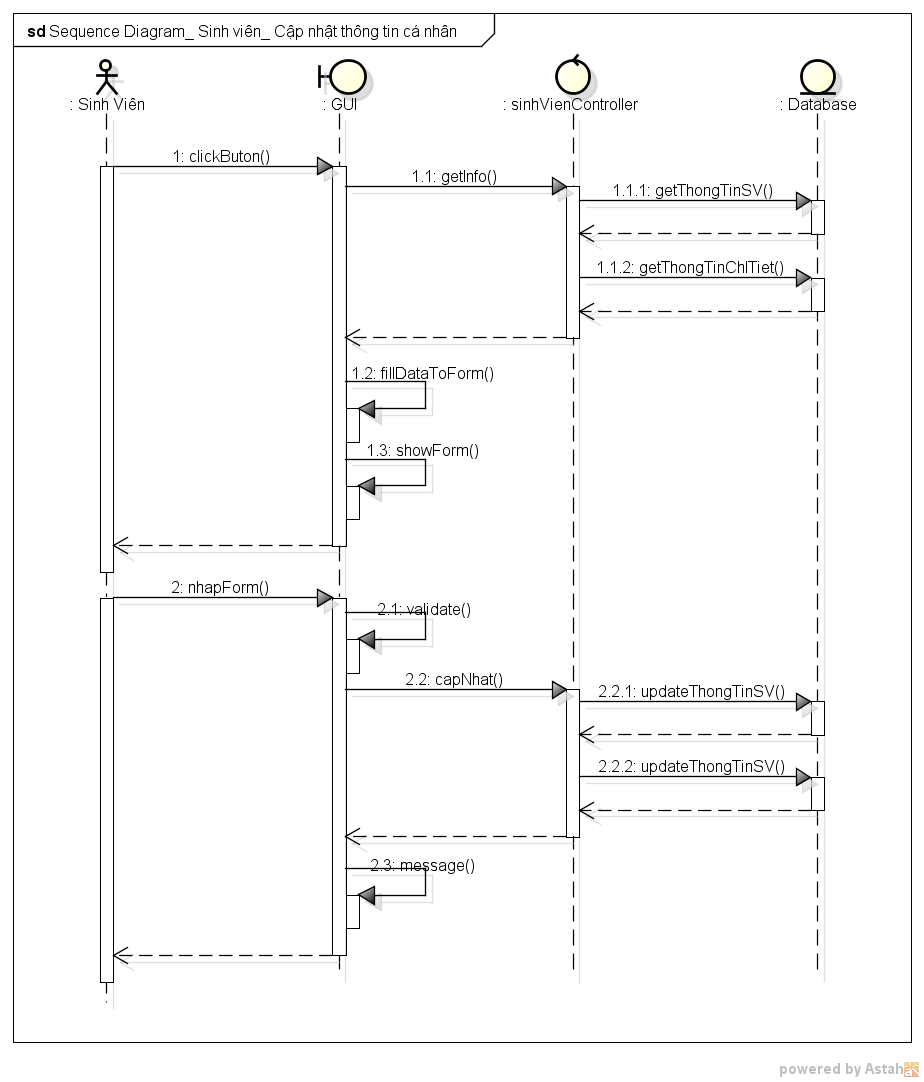 sd Sequence Diagram_ Sinh viên_ Cập nhật thông tin cá nhân
: Sinh Viên
: GUI
: sinhVienController
: Database
1: clickButon()
1.1: getInfo()
1.1.1: getThongTinSV()
1.1.2: getThongTinChITiet()
1.2: fillDataToForm()
1.3: showForm()
2: nhapForm()
2.1: validate()
2.2: capNhat()
2.2.1: updateThongTinSV()
2.2.2: updateThongTinSV()
2.3: message()
powered by Astah